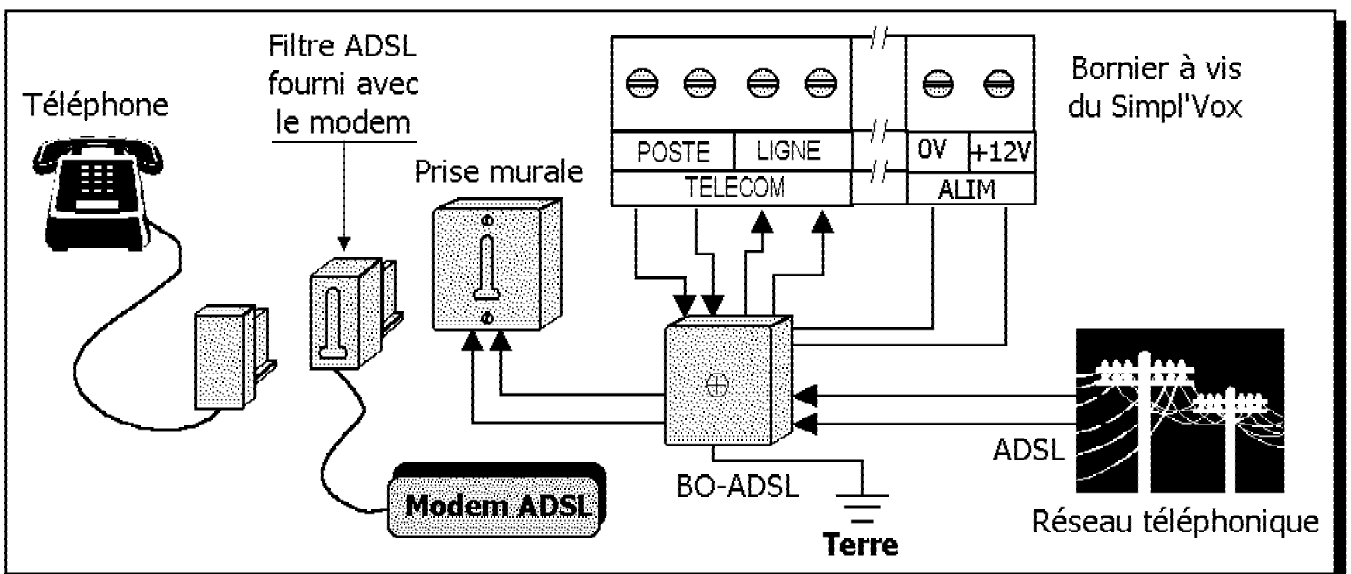 Téléphone
Filtre ADSL
fourni avec
le modem
Prise murale
POSTE LIGNE
TELECOM
0V +12V
ALIM
Bornier à vis
du Simpl'Vox
Modem ADSL
BO-ADSL
Terre
ADSL
Réseau téléphonique